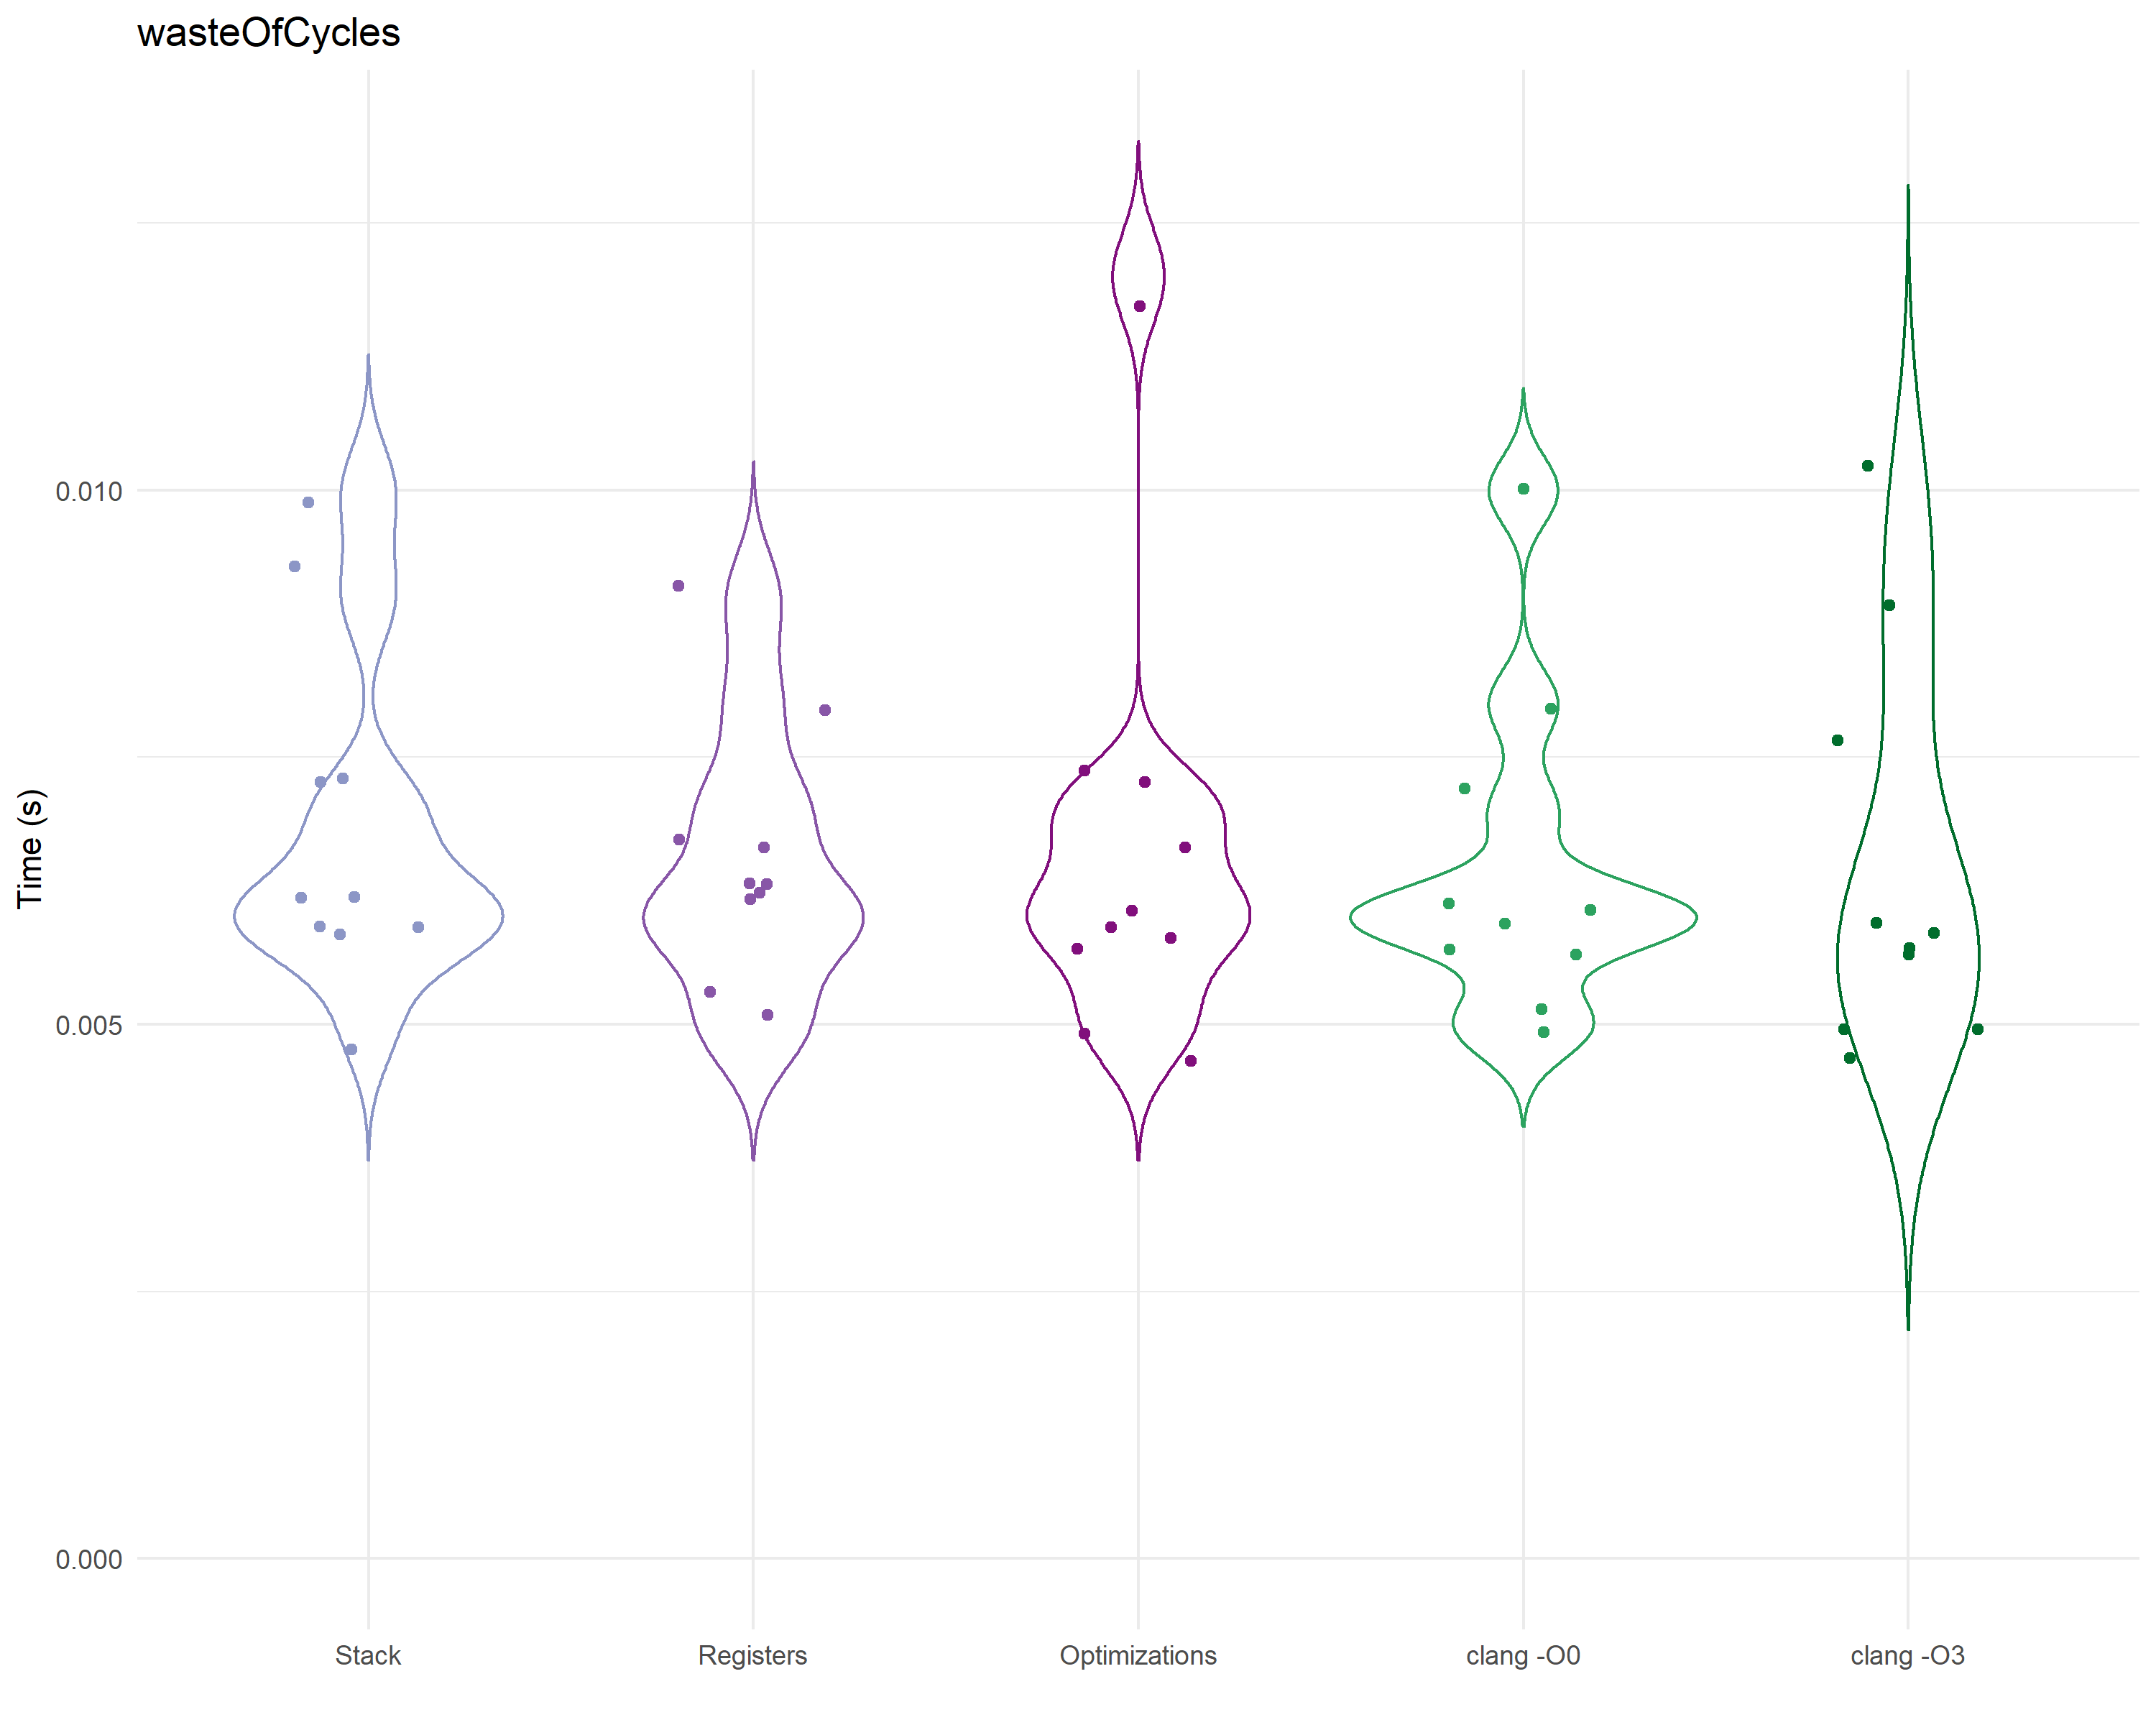 wasteOfCycles
Time (s)
0.010
0.005
0.000
Stack
Registers
Optimizations
clang -O0
clang -O3